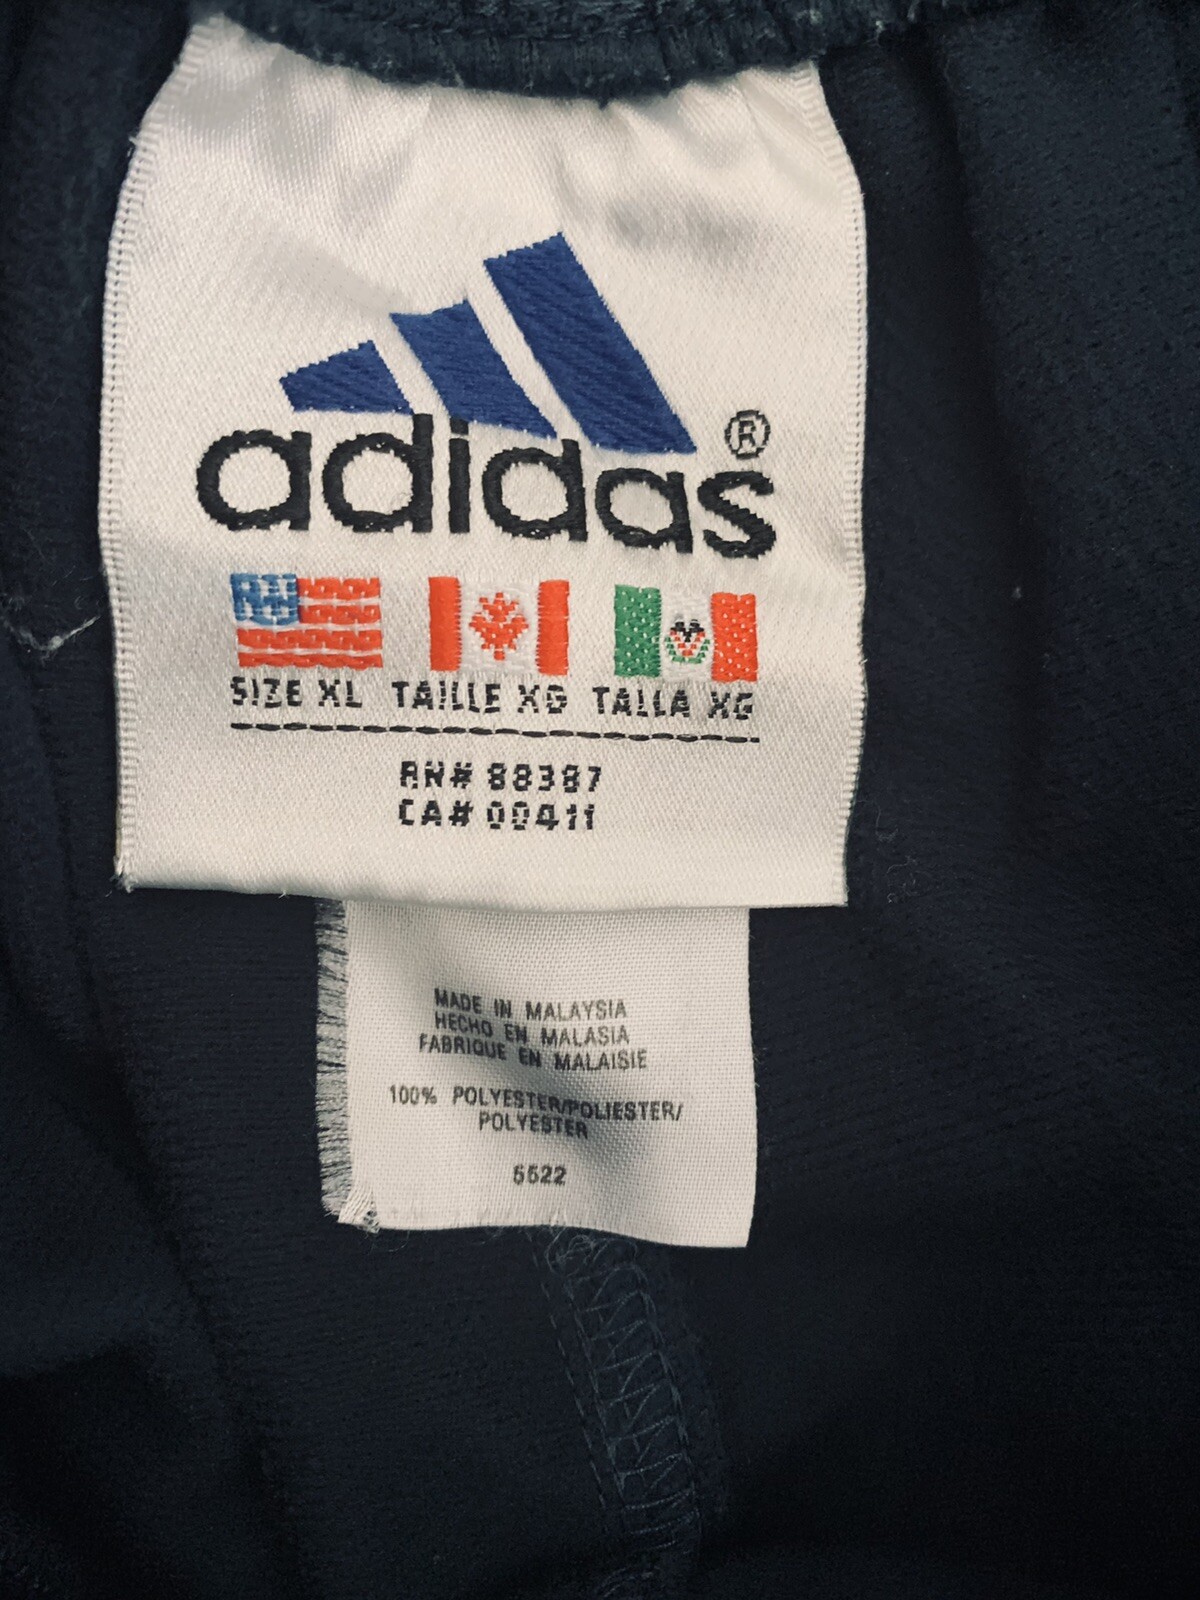 adidas®
SIZE XL TAILLE XG TALLA XG
RN# 88387
CA# 00411
MADE IN MALAYSIA
HECHO EN MALASIA
FABRIQUE EN MALAISIE
100% POLYESTER/POLIESTER/
POLYESTER
5522